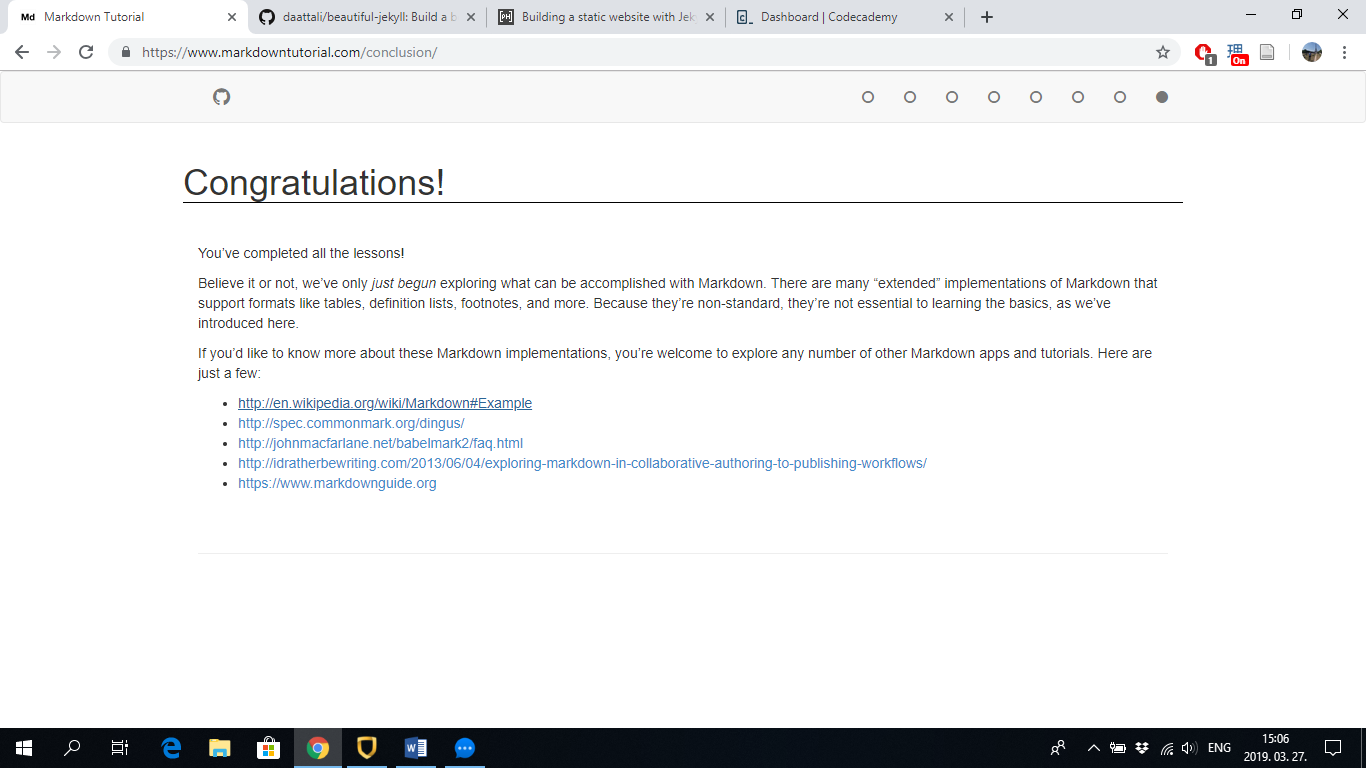 Md Markdown Tutorial
daattali/beautiful-jekyll: Build a b
PH Building a static website with Jek
Dashboard | Codecademy
https://www.markdowntutorial.com/conclusion/
1
理 On
Congratulations!
You’ve completed all the lessons!
Believe it or not, we’ve only just begun exploring what can be accomplished with Markdown. There are many “extended” implementations of Markdown that
support formats like tables, definition lists, footnotes, and more. Because they’re non-standard, they’re not essential to learning the basics, as we’ve
introduced here.
If you’d like to know more about these Markdown implementations, you’re welcome to explore any number of other Markdown apps and tutorials. Here are
just a few:
• http://en.wikipedia.org/wiki/Markdown#Example
• http://spec.commonmark.org/dingus/
• http://johnmacfarlane.net/babelmark2/faq.html
• http://idratherbewriting.com/2013/06/04/exploring-markdown-in-collaborative-authoring-to-publishing-workflows/
• https://www.markdownguide.org
ENG
15:06
2019. 03. 27.